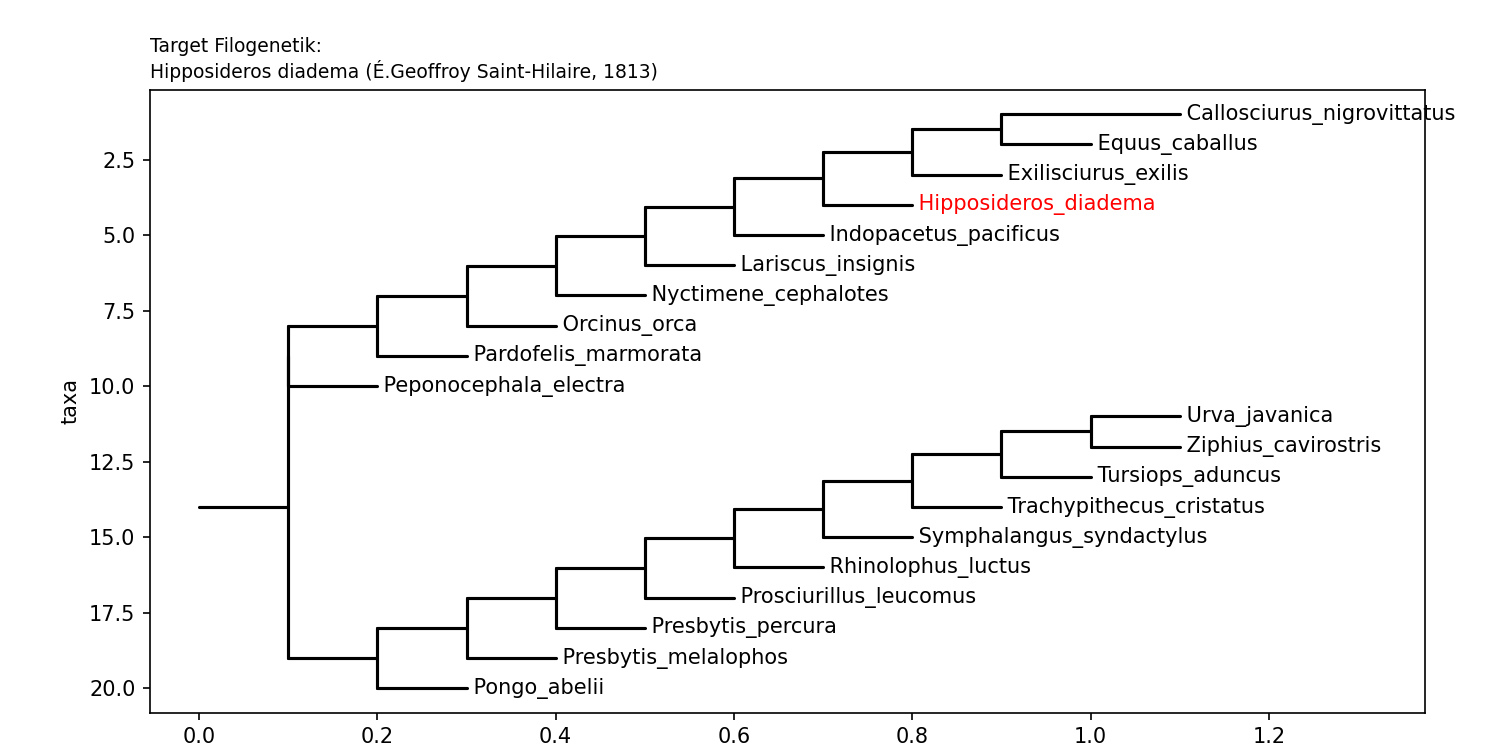 Target Filogenetik:
Hipposideros diadema (É.Geoffroy Saint-Hilaire, 1813)
Callosciurus_nigrovittatus
Equus_caballus
2.5
Exilisciurus_exilis
Hipposideros_diadema
5.0
Indopacetus_pacificus
Lariscus_insignis
Nyctimene_cephalotes
7.5
Orcinus_orca
Pardofelis_marmorata
10.0
Peponocephala_electra
taxa
Urva_javanica
Ziphius_cavirostris
12.5
Tursiops_aduncus
Trachypithecus_cristatus
15.0
Symphalangus_syndactylus
Rhinolophus_luctus
Prosciurillus_leucomus
17.5
Presbytis_percura
Presbytis_melalophos
20.0
Pongo_abelii
0.0 0.2 0.4 0.6 0.8 1.0 1.2